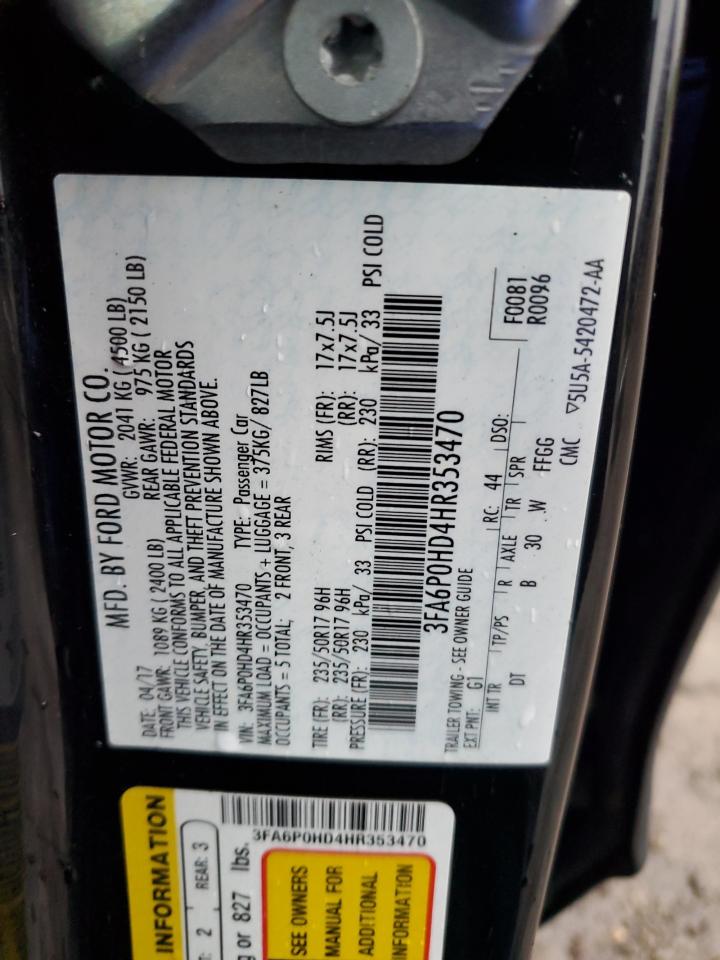 MFD. BY FORD MOTOR CO.
DATE: 04/17 GVWR: 2041 KG ( 4500 LB)
FRONT GAWR: 1089 KG ( 2400 LB) REAR GAWR: 975 KG ( 2150 LB)
THIS VEHICLE CONFORMS TO ALL APPLICABLE FEDERAL MOTOR
VEHICLE SAFETY, BUMPER, AND THEFT PREVENTION STANDARDS
IN EFFECT ON THE DATE OF MANUFACTURE SHOWN ABOVE.
VIN: 3FA6P0HD4HR353470 TYPE: Passenger Car
MAXIMUM LOAD = OCCUPANTS + LUGGAGE = 375KG/ 827LB
OCCUPANTS = 5 TOTAL; 2 FRONT, 3 REAR
TIRE (FR): 235/50R17 96H RIMS (FR): 17x7.5J
(RR): 235/50R17 96H (RR): 17x7.5J
PRESSURE (FR): 230 kPa/ 33 PSI COLD (RR): 230 kPa/ 33 PSI COLD
3FA6P0HD4HR353470
TRAILER TOWING - SEE OWNER GUIDE
EXT PNT: G1 RC: 44 DSO: F0081
R0096
INT TR TP/PS R AXLE TR SPR
DT B 30 W FFGG
CMC ▽5U5A-5420472-AA
INFORMATION
2 REAR: 3
or 827 lbs.
3FA6P0HD4HR353470
SEE OWNERS
MANUAL FOR
ADDITIONAL
INFORMATION